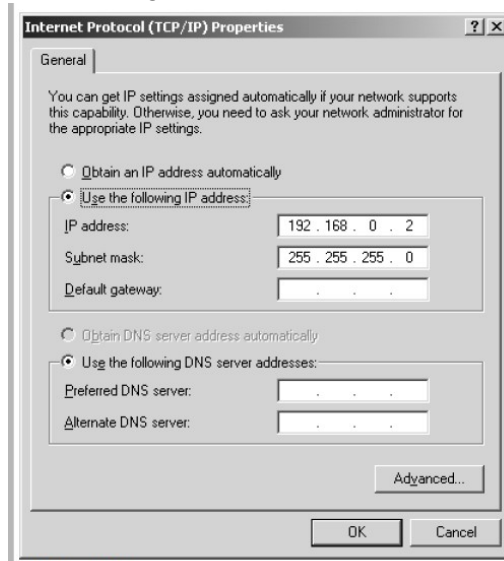 Internet Protocol (TCP/IP) Properties
? X
General
You can get IP settings assigned automatically if your network supports
this capability. Otherwise, you need to ask your network administrator for
the appropriate IP settings.
Obtain an IP address automatically
Use the following IP address:
IP address: 192 . 168 . 0 . 2
Subnet mask: 255 . 255 . 255 . 0
Default gateway: . . .
Obtain DNS server address automatically
Use the following DNS server addresses:
Preferred DNS server: . . .
Alternate DNS server: . . .
Advanced...
OK Cancel